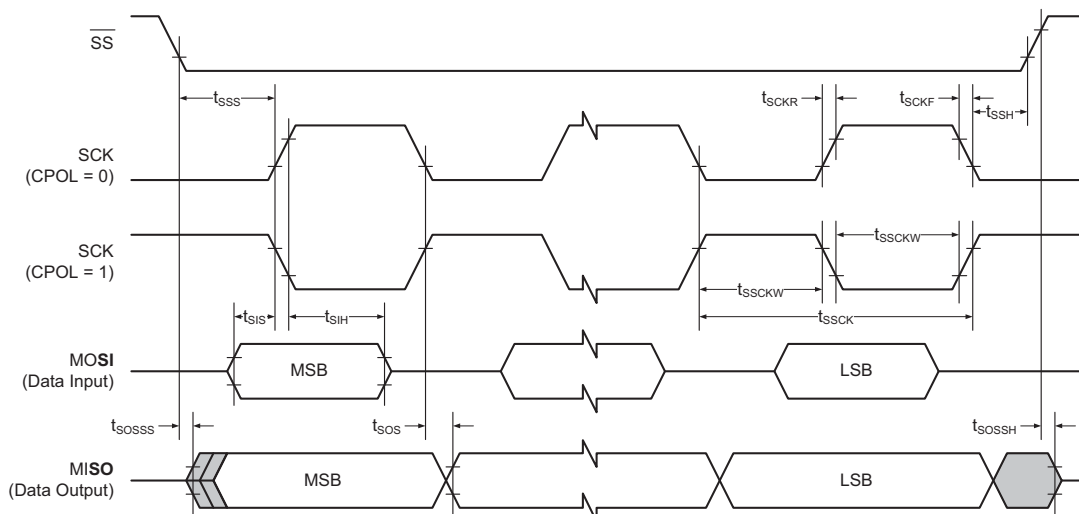 SS
tSSS
tSCKR
tSCKF
tSSH
SCK
(CPOL = 0)
SCK
(CPOL = 1)
tSSCKW
tSSCKW
tSSCK
tSIS
tSIH
MOSI
(Data Input)
MSB
LSB
tSOSSS
tSOS
tSOSSH
MISO
(Data Output)
MSB
LSB